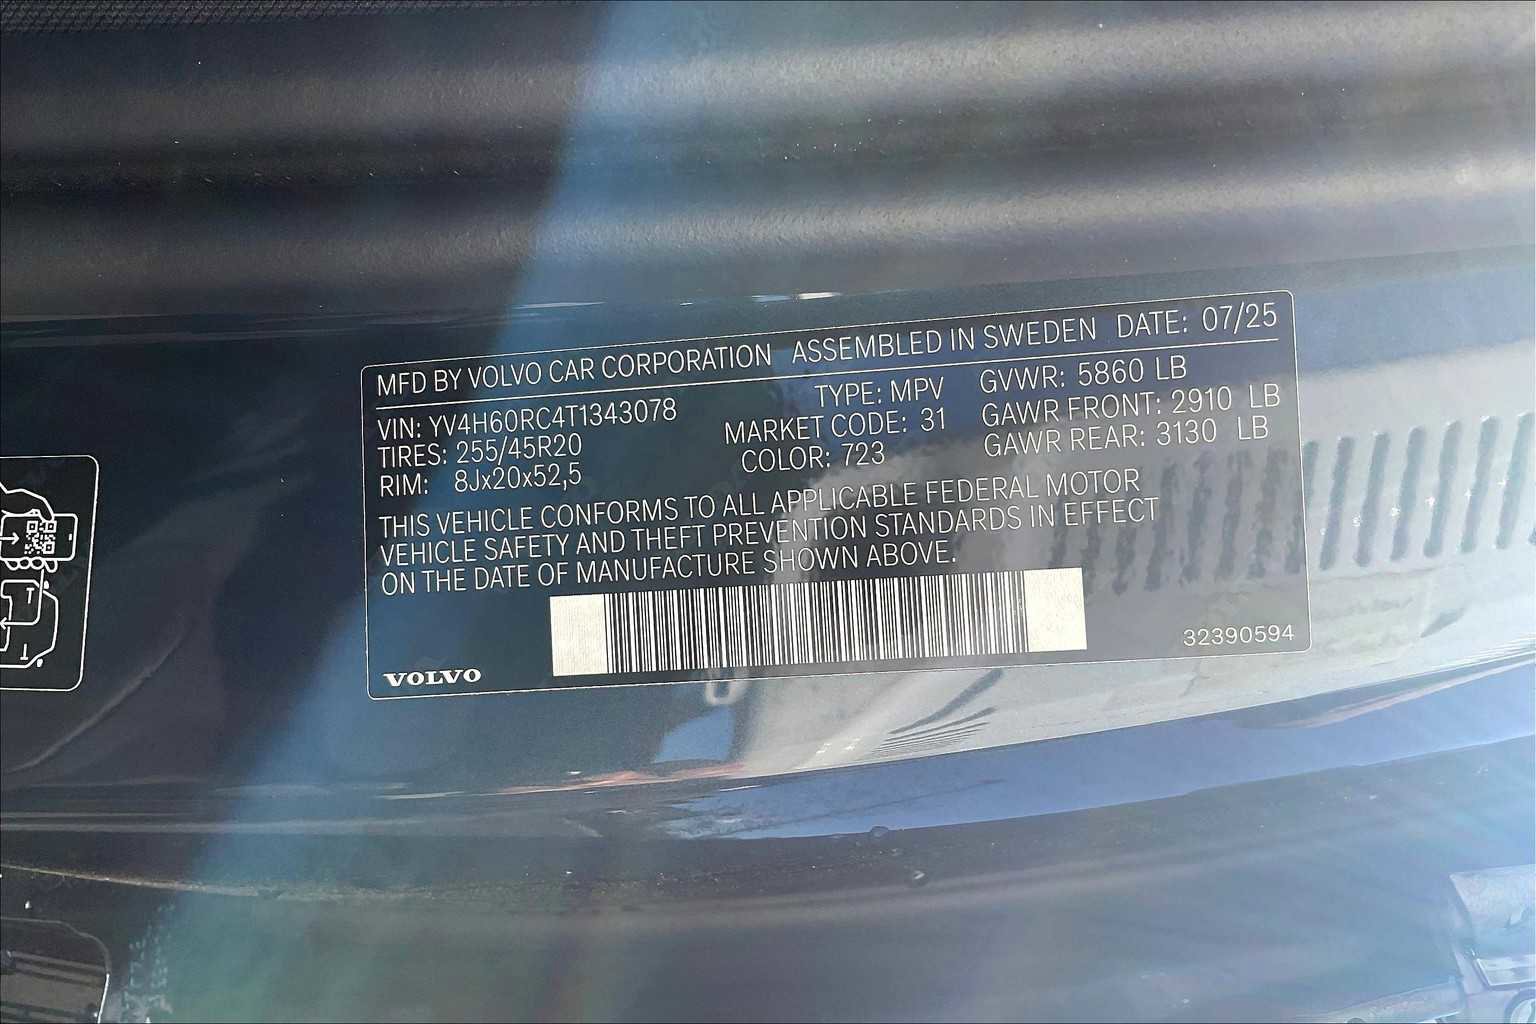 MFD BY VOLVO CAR CORPORATION ASSEMBLED IN SWEDEN DATE: 07/25
VIN: YV4H60RC4T1343078 TYPE: MPV GVWR: 5860 LB
TIRES: 255/45R20 MARKET CODE: 31 GAWR FRONT: 2910 LB
RIM: 8Jx20x52,5 COLOR: 723 GAWR REAR: 3130 LB
THIS VEHICLE CONFORMS TO ALL APPLICABLE FEDERAL MOTOR
VEHICLE SAFETY AND THEFT PREVENTION STANDARDS IN EFFECT
ON THE DATE OF MANUFACTURE SHOWN ABOVE.
VOLVO 32390594